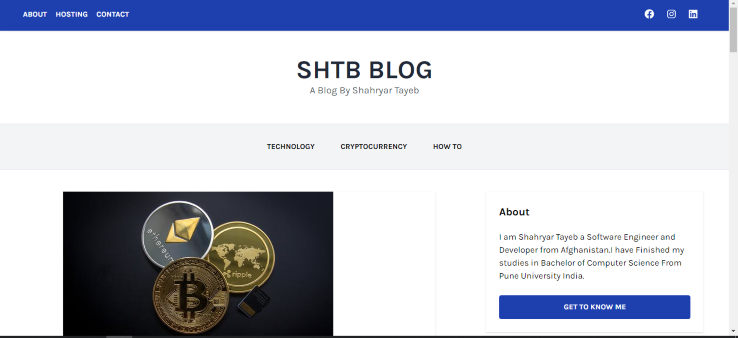 ABOUT HOSTING CONTACT
SHTB BLOG
A Blog By Shahryar Tayeb
TECHNOLOGY CRYPTOCURRENCY HOW TO
ethereum
ripple
About
I am Shahryar Tayeb a Software Engineer and
Developer from Afghanistan.I have Finished my
studies in Bachelor of Computer Science From
Pune University India.
GET TO KNOW ME